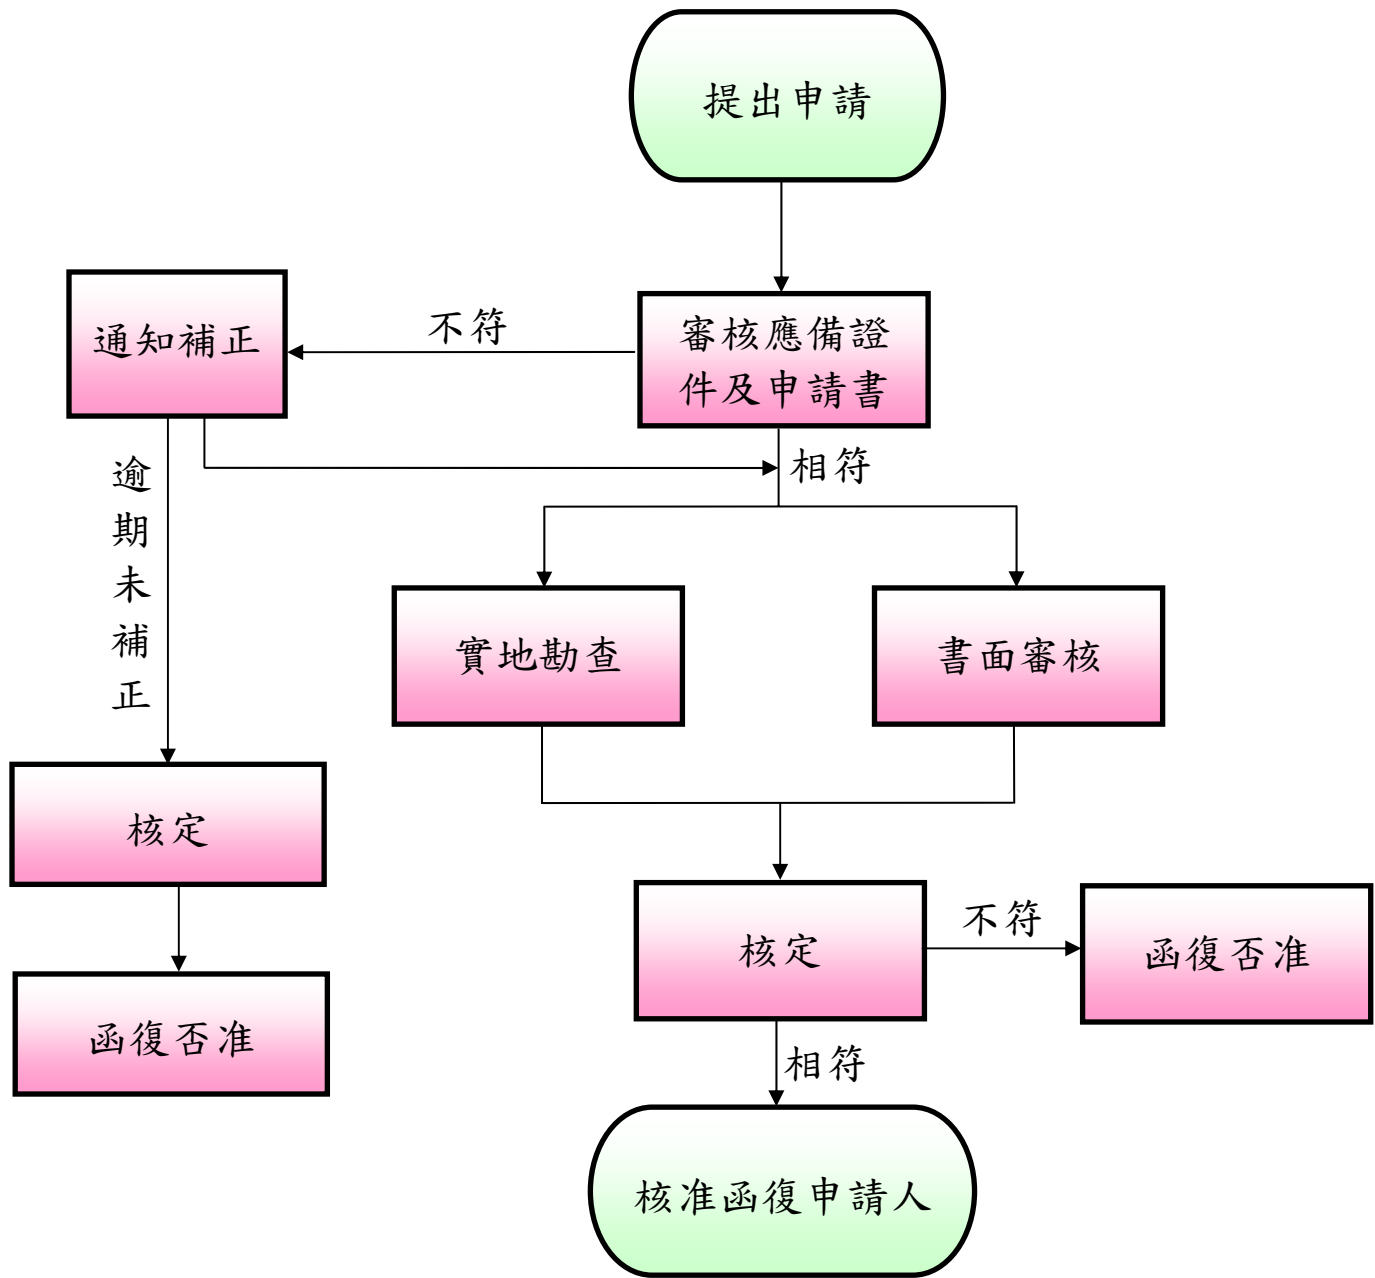 提出申請
審核應備證
件及申請書
不符
通知補正
相符
逾
期
未
補
正
實地勘查
書面審核
核定
函復否准
核定
不符
函復否准
相符
核准函復申請人